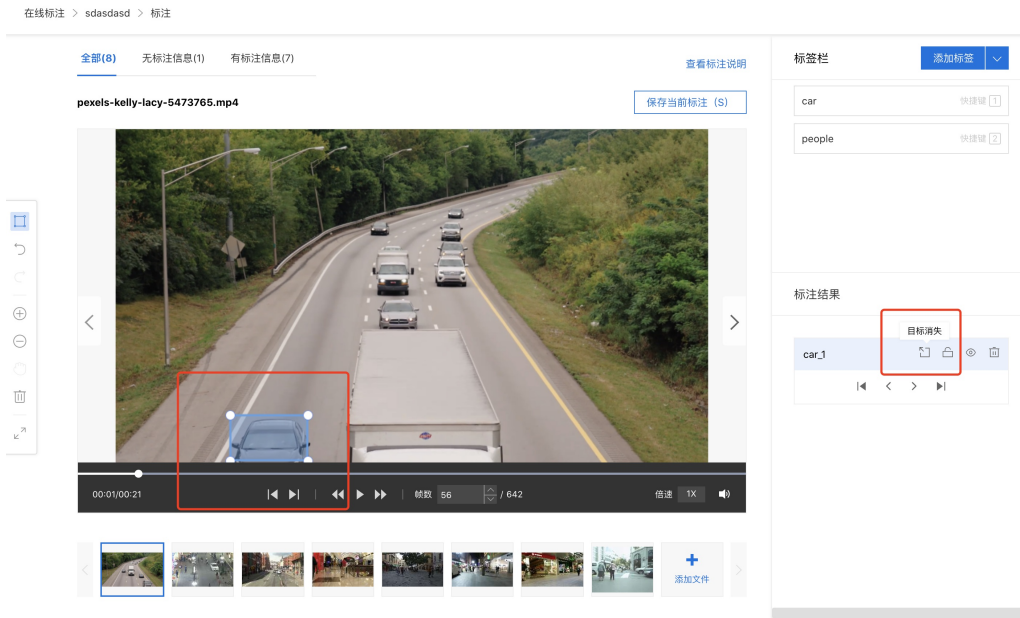 在线标注 > sdasdasd > 标注
全部(8) 无标注信息(1) 有标注信息(7)
查看标注说明
pexels-kelly-lacy-5473765.mp4
保存当前标注（S）
00:01/00:21
帧数 56 / 642
倍速 1X
添加文件
标签栏
添加标签
car 快捷键 1
people 快捷键 2
标注结果
目标消失
car_1